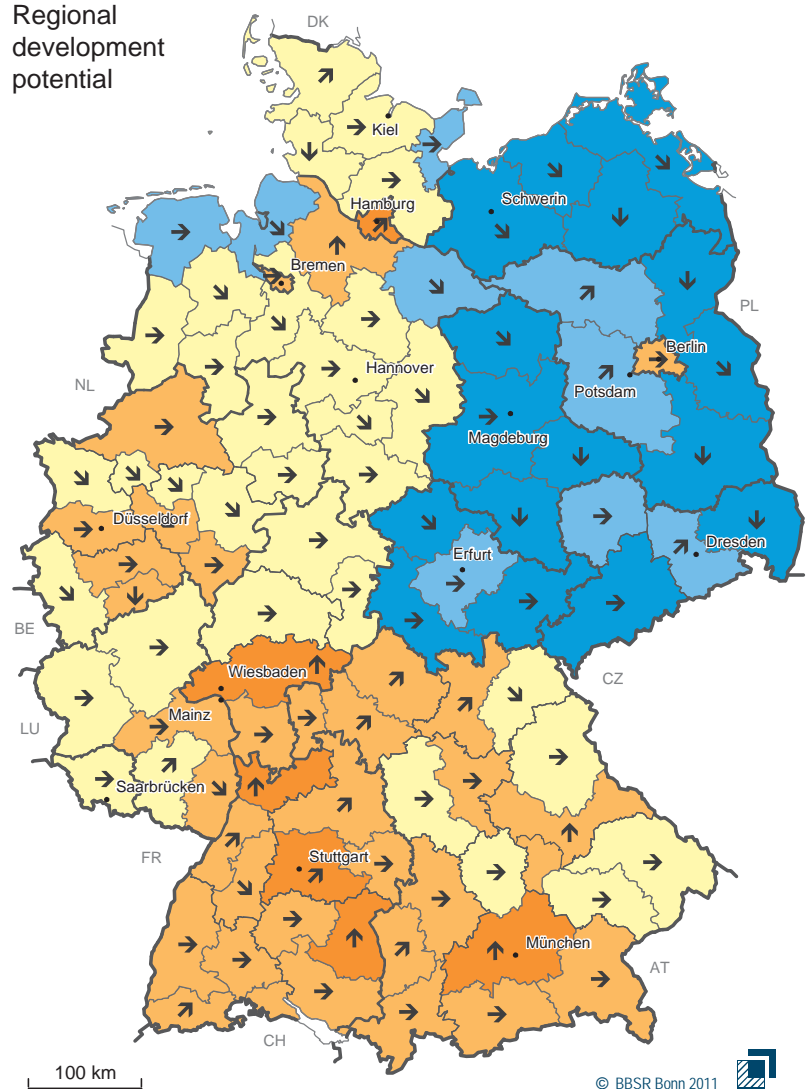 Regional
development
potential
DK
Kiel
Hamburg
Schwerin
Bremen
PL
Berlin
Hannover
Potsdam
NL
Magdeburg
Düsseldorf
Erfurt
Dresden
BE
Wiesbaden
CZ
LU
Mainz
Saarbrücken
FR
Stuttgart
München
AT
CH
100 km
© BBSR Bonn 2011